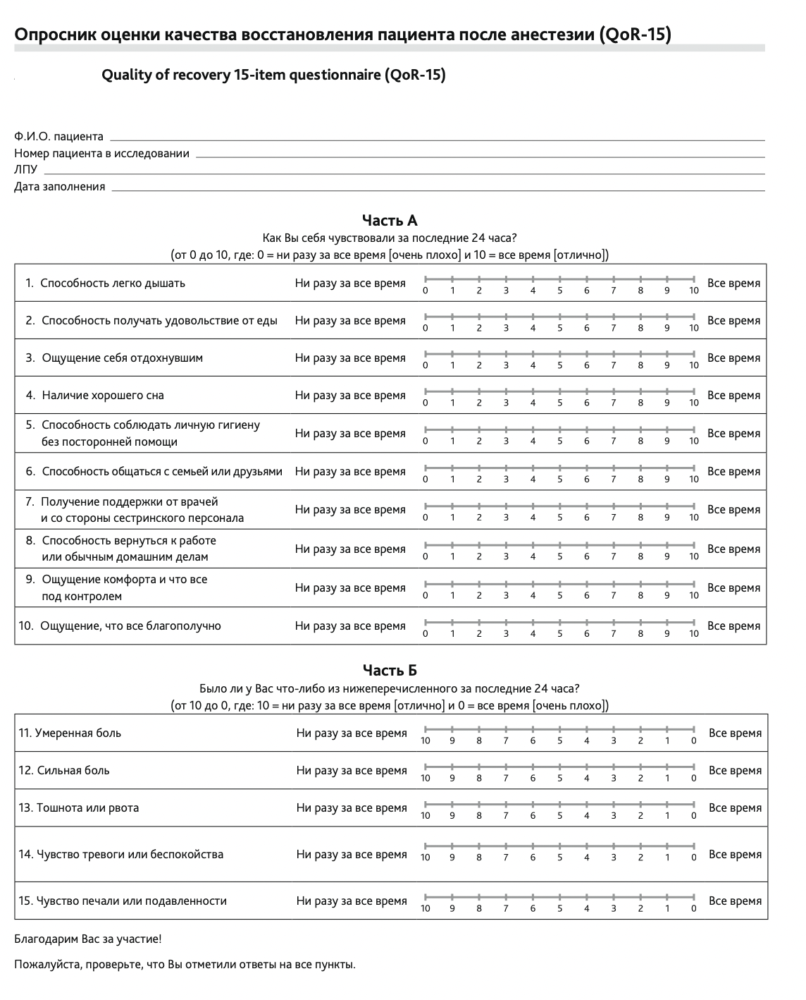 Опросник оценки качества восстановления пациента после анестезии (QoR-15)
Quality of recovery 15-item questionnaire (QoR-15)
Ф.И.О. пациента
Номер пациента в исследовании
ЛПУ
Дата заполнения
Часть А
Как Вы себя чувствовали за последние 24 часа?
(от 0 до 10, где: 0 = ни разу за все время [очень плохо] и 10 = все время [отлично])
1. Способность легко дышать Ни разу за все время 0 1 2 3 4 5 6 7 8 9 10 Все время
2. Способность получать удовольствие от еды Ни разу за все время 0 1 2 3 4 5 6 7 8 9 10 Все время
3. Ощущение себя отдохнувшим Ни разу за все время 0 1 2 3 4 5 6 7 8 9 10 Все время
4. Наличие хорошего сна Ни разу за все время 0 1 2 3 4 5 6 7 8 9 10 Все время
5. Способность соблюдать личную гигиену
без посторонней помощи Ни разу за все время 0 1 2 3 4 5 6 7 8 9 10 Все время
6. Способность общаться с семьей или друзьями Ни разу за все время 0 1 2 3 4 5 6 7 8 9 10 Все время
7. Получение поддержки от врачей
и со стороны сестринского персонала Ни разу за все время 0 1 2 3 4 5 6 7 8 9 10 Все время
8. Способность вернуться к работе
или обычным домашним делам Ни разу за все время 0 1 2 3 4 5 6 7 8 9 10 Все время
9. Ощущение комфорта и что все
под контролем Ни разу за все время 0 1 2 3 4 5 6 7 8 9 10 Все время
10. Ощущение, что все благополучно Ни разу за все время 0 1 2 3 4 5 6 7 8 9 10 Все время
Часть Б
Было ли у Вас что-либо из нижеперечисленного за последние 24 часа?
(от 10 до 0, где: 10 = ни разу за все время [отлично] и 0 = все время [очень плохо])
11. Умеренная боль Ни разу за все время 10 9 8 7 6 5 4 3 2 1 0 Все время
12. Сильная боль Ни разу за все время 10 9 8 7 6 5 4 3 2 1 0 Все время
13. Тошнота или рвота Ни разу за все время 10 9 8 7 6 5 4 3 2 1 0 Все время
14. Чувство тревоги или беспокойства Ни разу за все время 10 9 8 7 6 5 4 3 2 1 0 Все время
15. Чувство печали или подавленности Ни разу за все время 10 9 8 7 6 5 4 3 2 1 0 Все время
Благодарим Вас за участие!
Пожалуйста, проверьте, что Вы отметили ответы на все пункты.